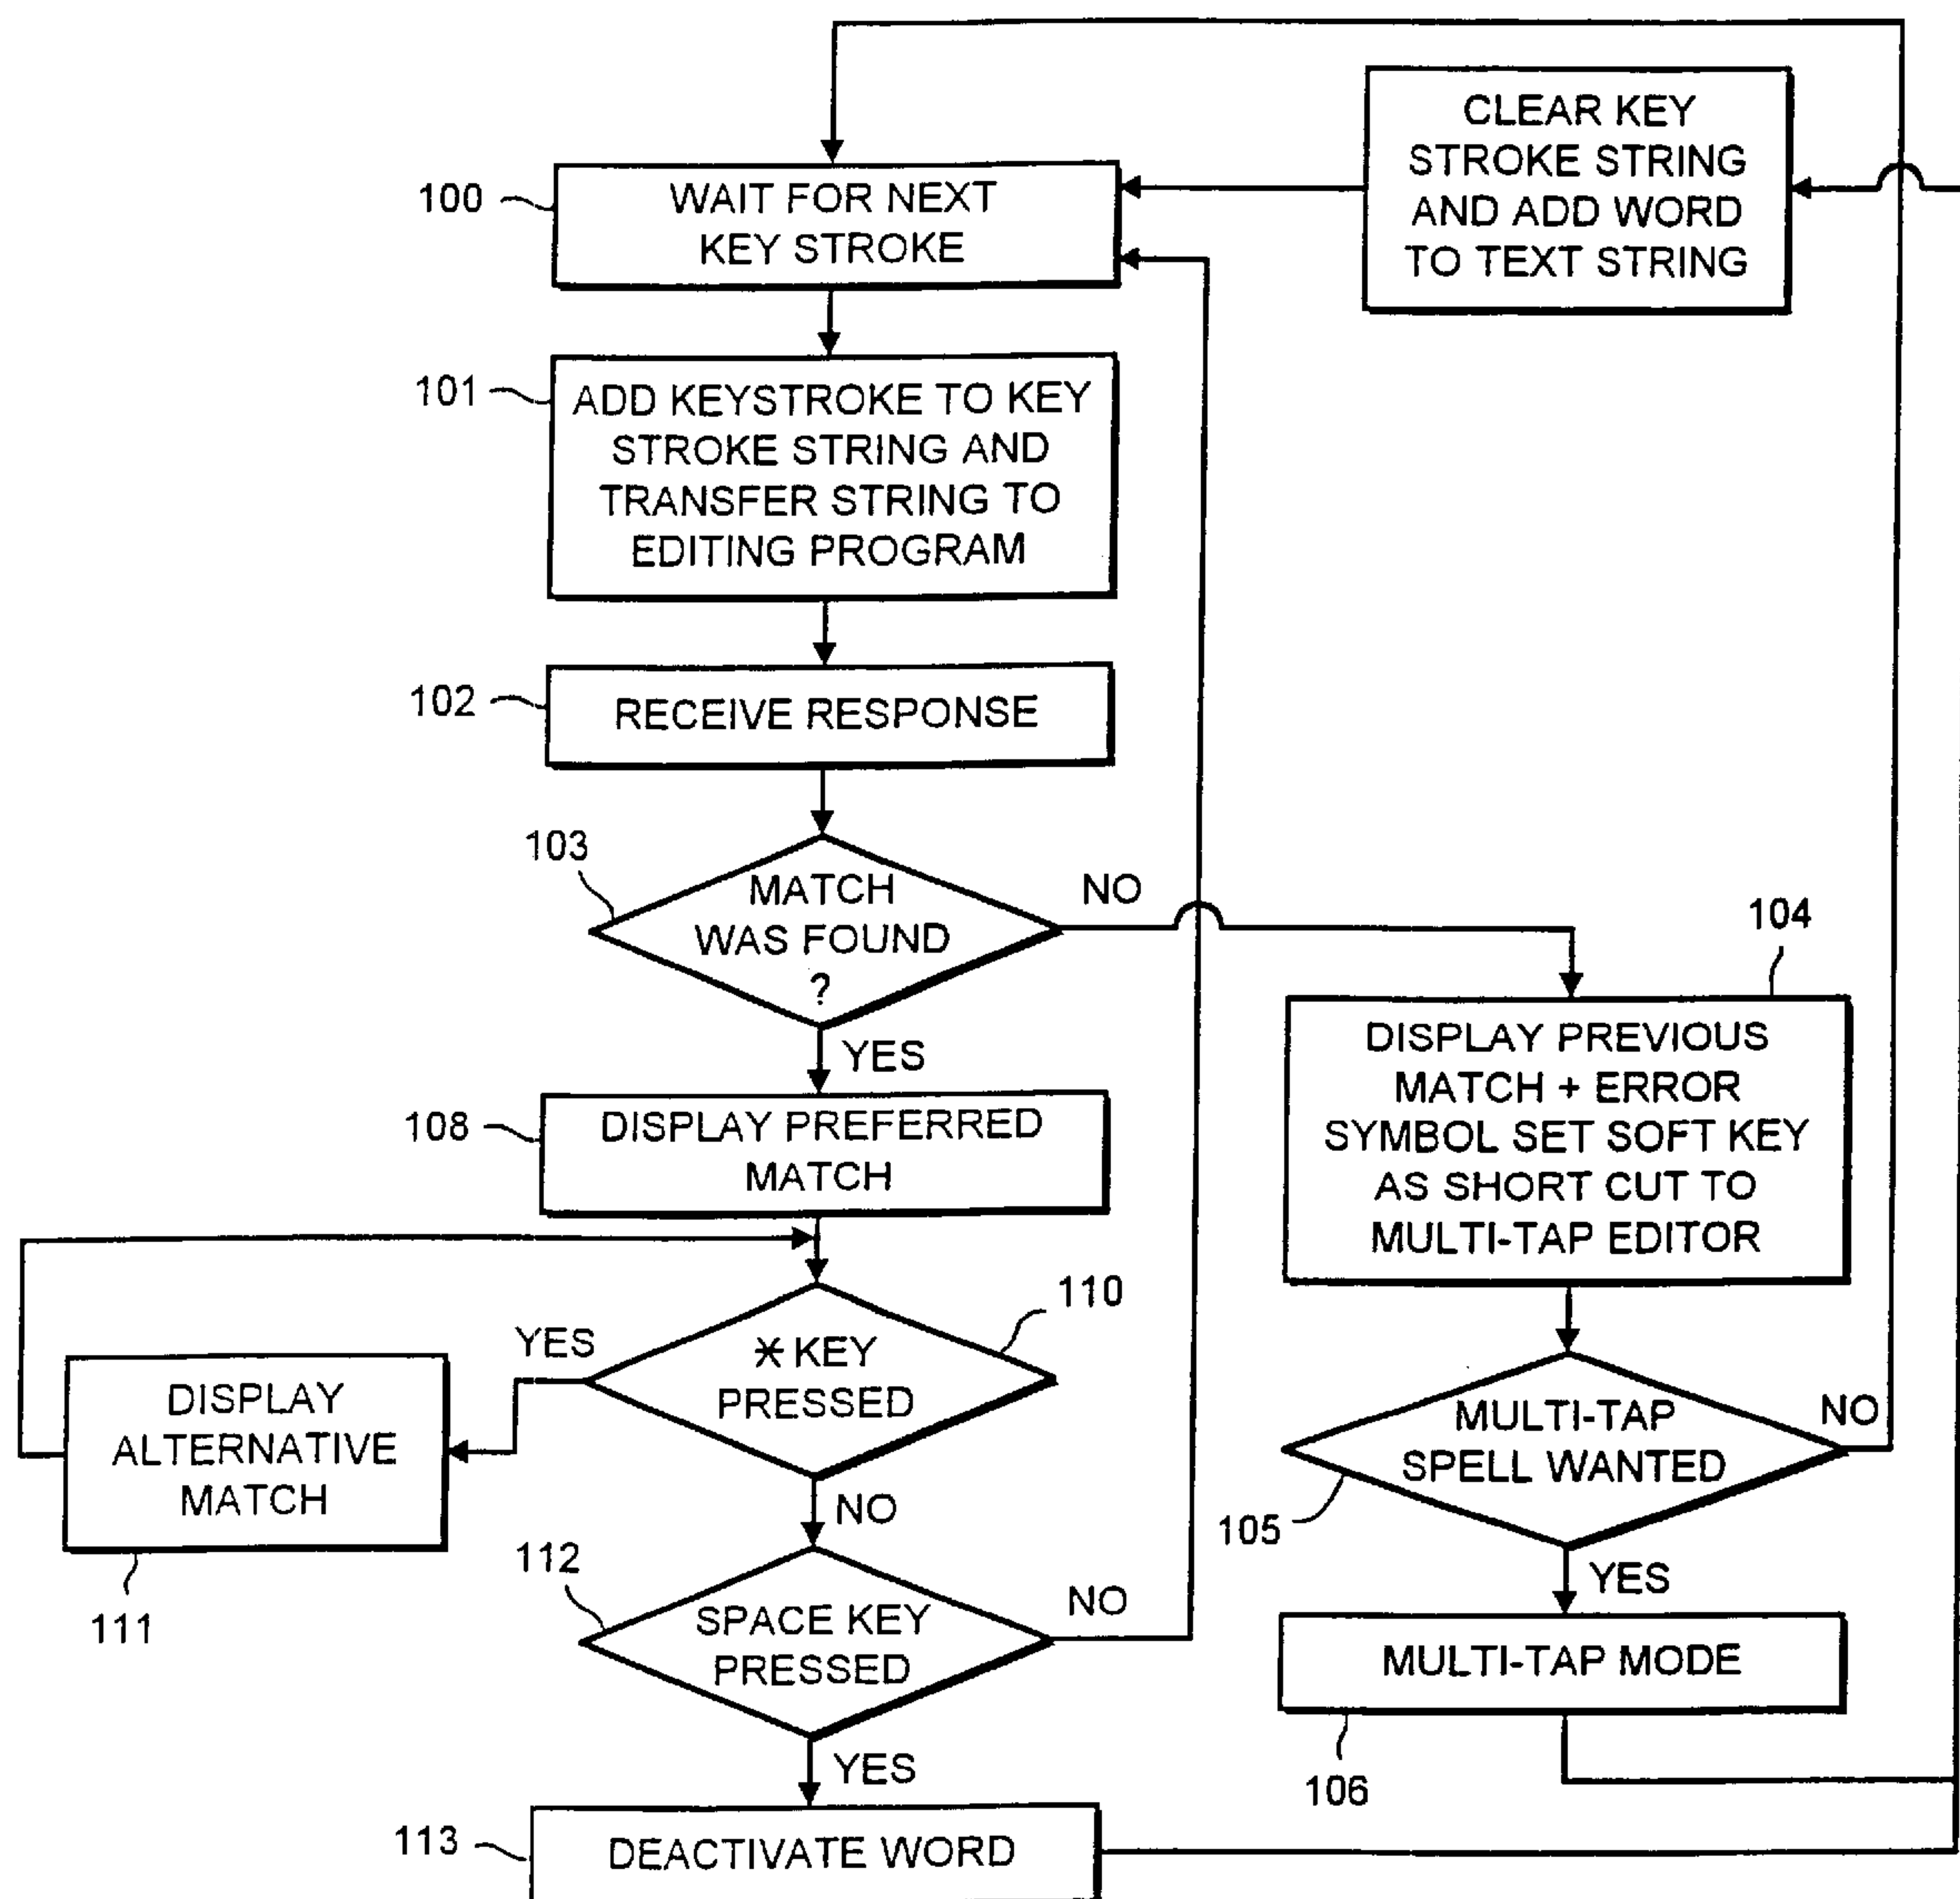 CLEAR KEY
STROKE STRING
AND ADD WORD
TO TEXT STRING
100
WAIT FOR NEXT
KEY STROKE
101
ADD KEYSTROKE TO KEY
STROKE STRING AND
TRANSFER STRING TO
EDITING PROGRAM
102
RECEIVE RESPONSE
103
MATCH
WAS FOUND
?
NO
YES
104
DISPLAY PREVIOUS
MATCH + ERROR
SYMBOL SET SOFT KEY
AS SHORT CUT TO
MULTI-TAP EDITOR
108
DISPLAY PREFERRED
MATCH
110
* KEY
PRESSED
YES
DISPLAY
ALTERNATIVE
MATCH
111
NO
MULTI-TAP
SPELL WANTED
NO
105
YES
112
SPACE KEY
PRESSED
NO
MULTI-TAP MODE
106
YES
113
DEACTIVATE WORD